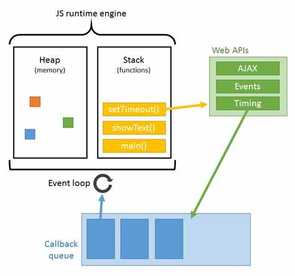 JS runtime engine
Heap
(memory)
Stack
(functions)
setTimeout()
showText()
main()
Web APIs
AJAX
Events
Timing
Event loop
Callback
queue